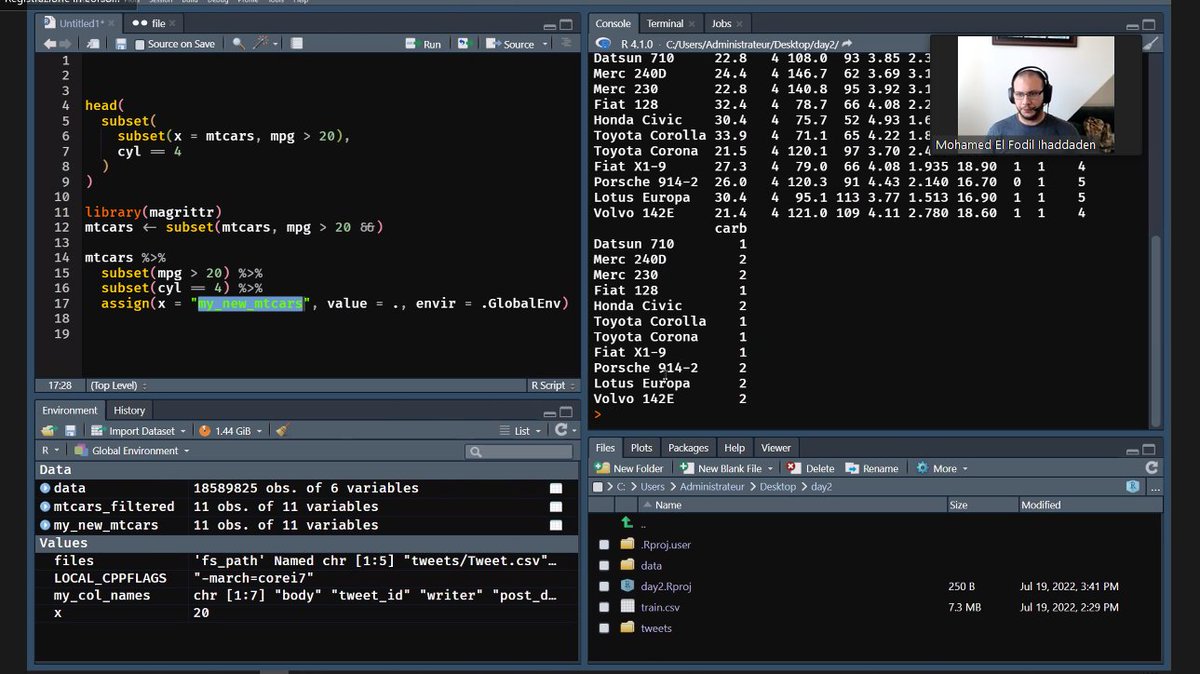 Session Build Debug Profile Tools Help
Untitled1* × file ×
Source on Save Run Source
1
2
3
4 head(
5 subset(
6 subset(x = mtcars, mpg > 20),
7 cyl == 4
8 )
9 )
10
11 library(magrittr)
12 mtcars <- subset(mtcars, mpg > 20 &&)
13
14 mtcars %>%
15 subset(mpg > 20) %>%
16 subset(cyl == 4) %>%
17 assign(x = "my_new_mtcars", value = ., envir = .GlobalEnv)
18
19
17:28 (Top Level) R Script
Environment History
Import Dataset 1.44 GiB List
R Global Environment
Data
data 18589825 obs. of 6 variables
mtcars_filtered 11 obs. of 11 variables
my_new_mtcars 11 obs. of 11 variables
Values
files 'fs_path' Named chr [1:5] "tweets/Tweet.csv"…
LOCAL_CPPFLAGS "-march=corei7"
my_col_names chr [1:7] "body" "tweet_id" "writer" "post_d…
x 20
Console Terminal × Jobs ×
R 4.1.0 · C:/Users/Administrateur/Desktop/day2/
Datsun 710 22.8 4 108.0 93 3.85 2.3
Merc 240D 24.4 4 146.7 62 3.69 3.1
Merc 230 22.8 4 140.8 95 3.92 3.1
Fiat 128 32.4 4 78.7 66 4.08 2.2
Honda Civic 30.4 4 75.7 52 4.93 1.6
Toyota Corolla 33.9 4 71.1 65 4.22 1.8
Toyota Corona 21.5 4 120.1 97 3.70 2.4
Fiat X1-9 27.3 4 79.0 66 4.08 1.935 18.90 1 1 4
Porsche 914-2 26.0 4 120.3 91 4.43 2.140 16.70 0 1 5
Lotus Europa 30.4 4 95.1 113 3.77 1.513 16.90 1 1 5
Volvo 142E 21.4 4 121.0 109 4.11 2.780 18.60 1 1 4
carb
Datsun 710 1
Merc 240D 2
Merc 230 2
Fiat 128 1
Honda Civic 2
Toyota Corolla 1
Toyota Corona 1
Fiat X1-9 1
Porsche 914-2 2
Lotus Europa 2
Volvo 142E 2
>
Mohamed El Fodil Ihaddaden
Files Plots Packages Help Viewer
New Folder New Blank File Delete Rename More
C: > Users > Administrateur > Desktop > day2
Name Size Modified
..
.Rproj.user
data
day2.Rproj 250 B Jul 19, 2022, 3:41 PM
train.csv 7.3 MB Jul 19, 2022, 2:29 PM
tweets